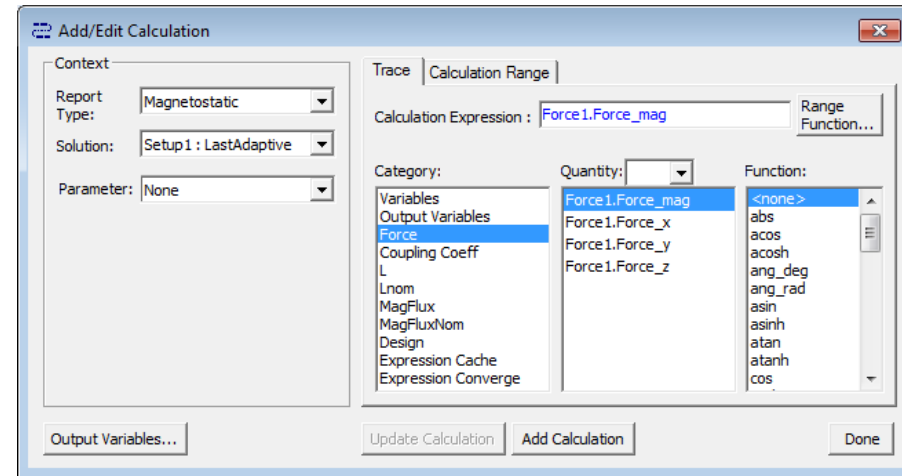 Add/Edit Calculation
Context
Report Type:
Magnetostatic
Solution:
Setup1 : LastAdaptive
Parameter:
None
Trace
Calculation Range
Calculation Expression :
Force1.Force_mag
Range Function...
Category:
Variables
Output Variables
Force
Coupling Coeff
L
Lnom
MagFlux
MagFluxNom
Design
Expression Cache
Expression Converge
Quantity:
Force1.Force_mag
Force1.Force_x
Force1.Force_y
Force1.Force_z
Function:
<none>
abs
acos
acosh
ang_deg
ang_rad
asin
asinh
atan
atanh
cos
Output Variables...
Update Calculation
Add Calculation
Done